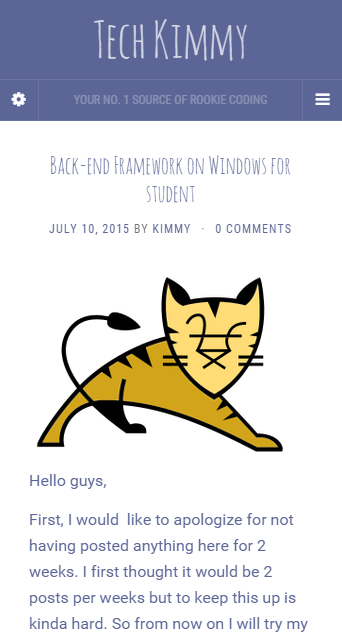 Tech Kimmy
YOUR NO. 1 SOURCE OF ROOKIE CODING
Back-end Framework on Windows for
student
JULY 10, 2015 BY KIMMY · 0 COMMENTS
Hello guys,
First, I would like to apologize for not
having posted anything here for 2
weeks. I first thought it would be 2
posts per weeks but to keep this up is
kinda hard. So from now on I will try my